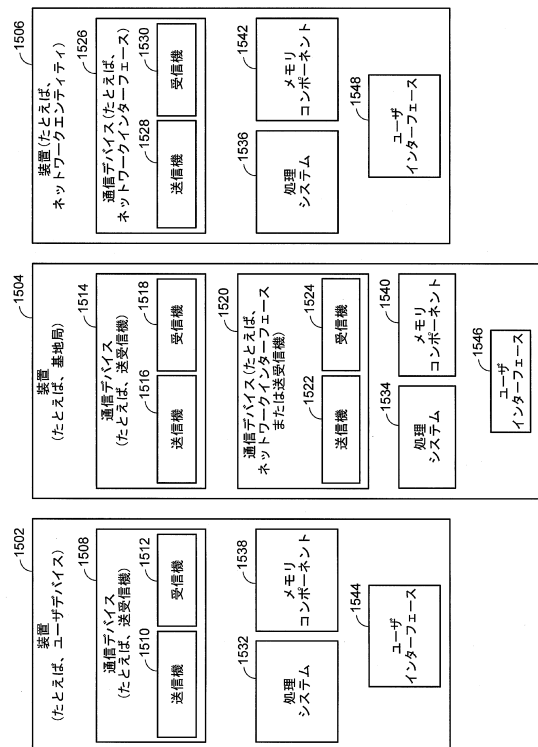 1502
装置
(たとえば、ユーザデバイス)
1508
通信デバイス
(たとえば、送受信機)
1510
送信機
1512
受信機
1532
処理
システム
1538
メモリ
コンポーネント
1544
ユーザ
インターフェース
1504
装置
(たとえば、基地局)
1514
通信デバイス
(たとえば、送受信機)
1516
送信機
1518
受信機
1520
通信デバイス(たとえば、
ネットワークインターフェース
または送受信機)
1522
送信機
1524
受信機
1534
処理
システム
1540
メモリ
コンポーネント
1546
ユーザ
インターフェース
1506
装置(たとえば、
ネットワークエンティティ)
1526
通信デバイス(たとえば、
ネットワークインターフェース)
1528
送信機
1530
受信機
1536
処理
システム
1542
メモリ
コンポーネント
1548
ユーザ
インターフェース